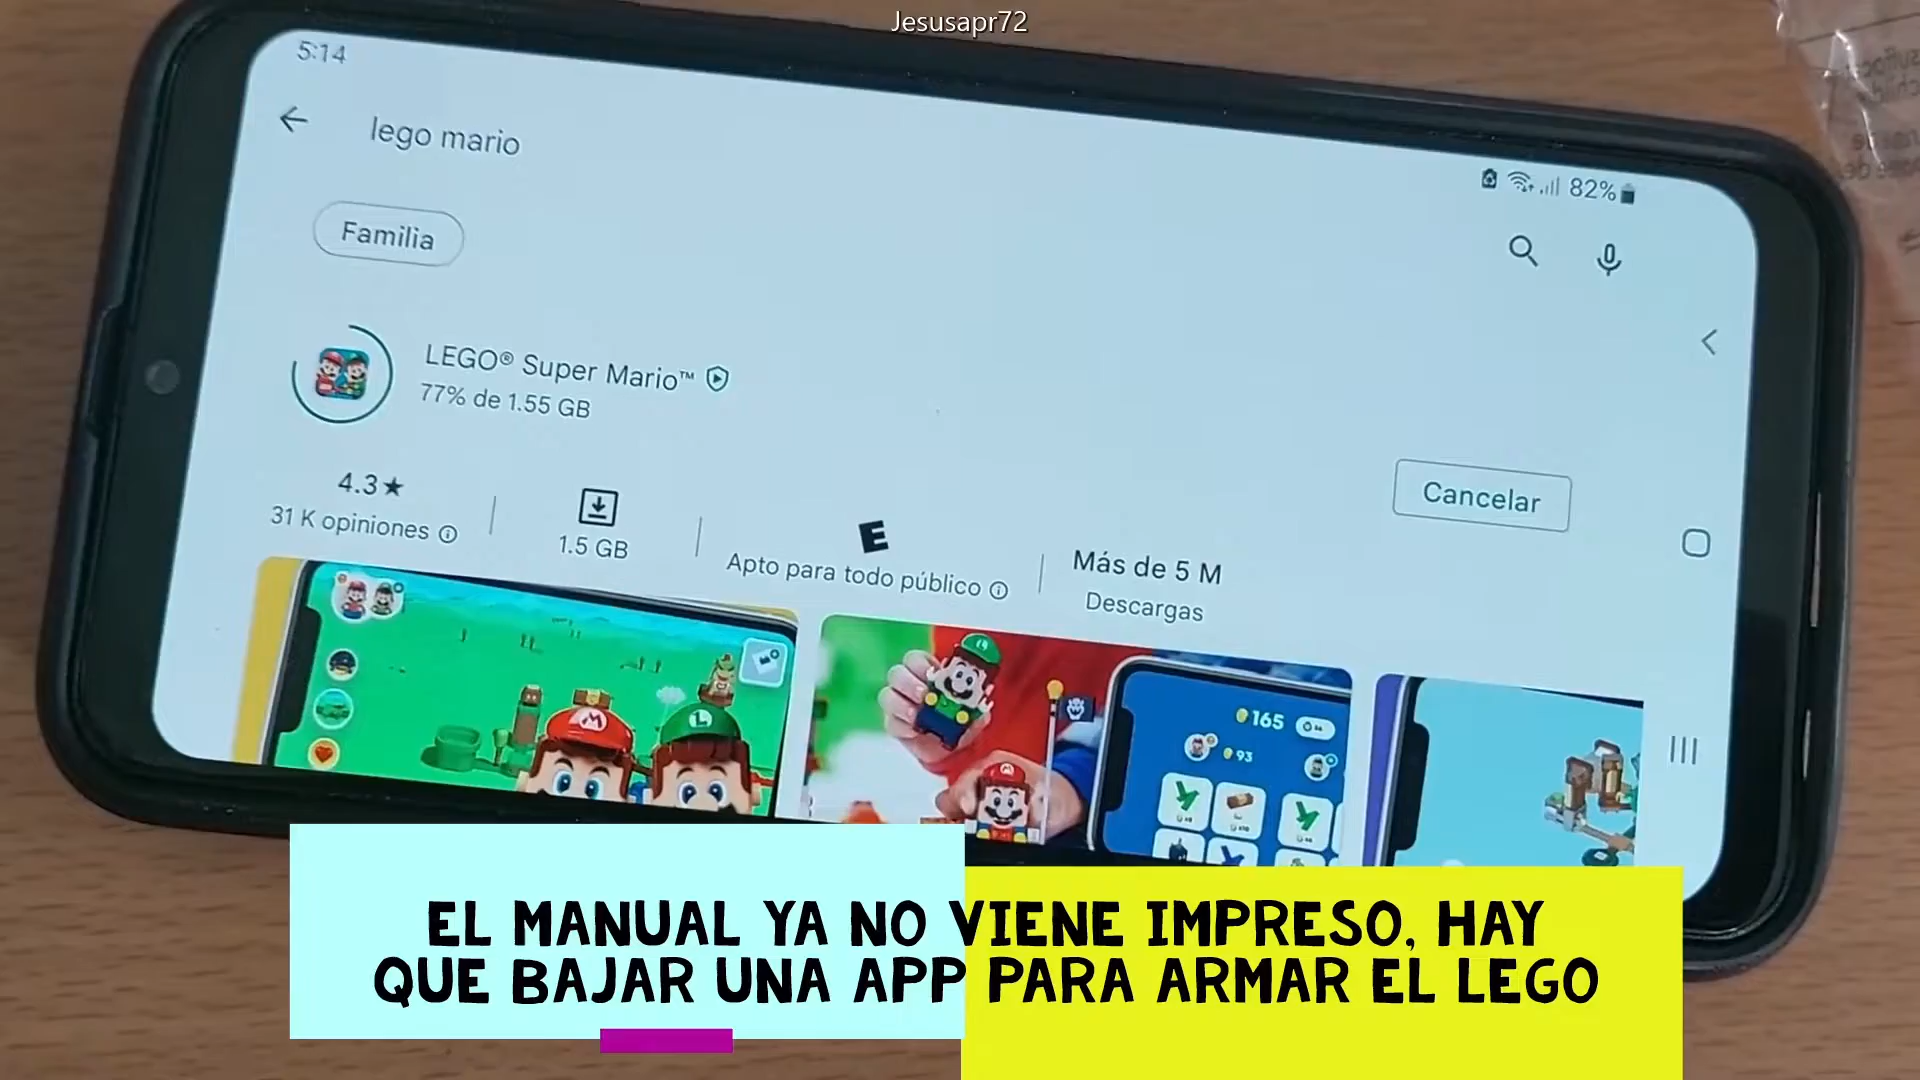 Jesusapr72
5:14
lego mario
82%
Familia
LEGO® Super Mario™
77% de 1.55 GB
Cancelar
4.3★
31 K opiniones
1.5 GB
E
Apto para todo público
Más de 5 M
Descargas
165
93
EL MANUAL YA NO VIENE IMPRESO, HAY
QUE BAJAR UNA APP PARA ARMAR EL LEGO